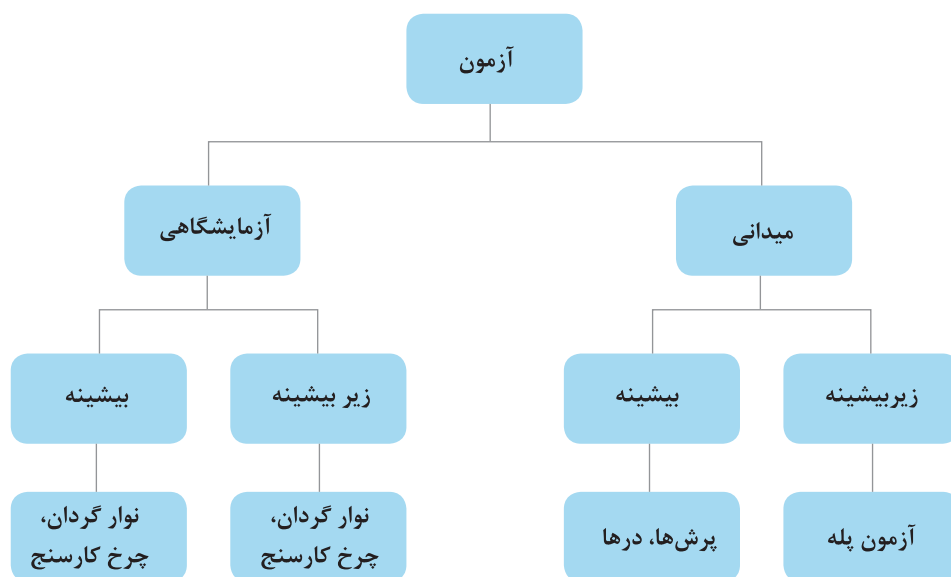 آزمون
میدانی
آزمایشگاهی
زیربیشینه
بیشینه
زیر بیشینه
بیشینه
آزمون پله
پرش‌ها، درها
نوار گردان،
چرخ کارسنج
نوار گردان،
چرخ کارسنج